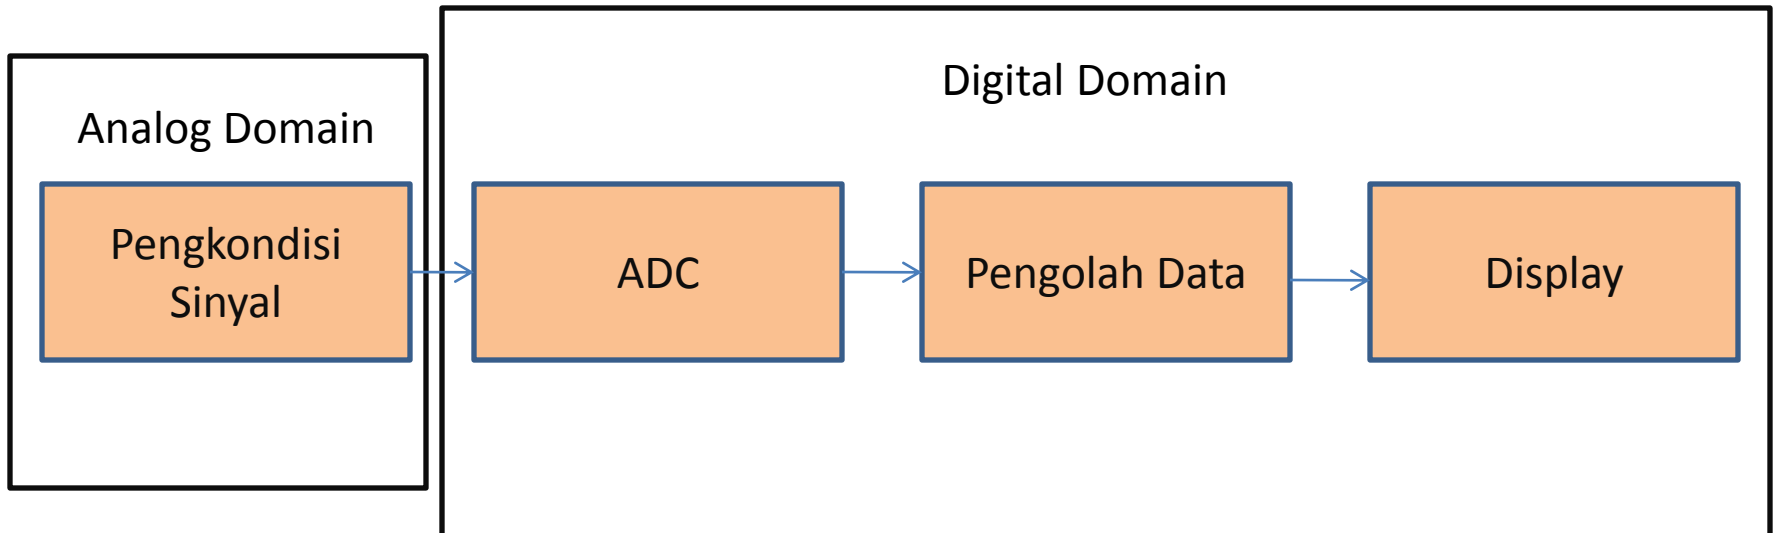 Analog Domain
Digital Domain
Pengkondisi
Sinyal
ADC
Pengolah Data
Display